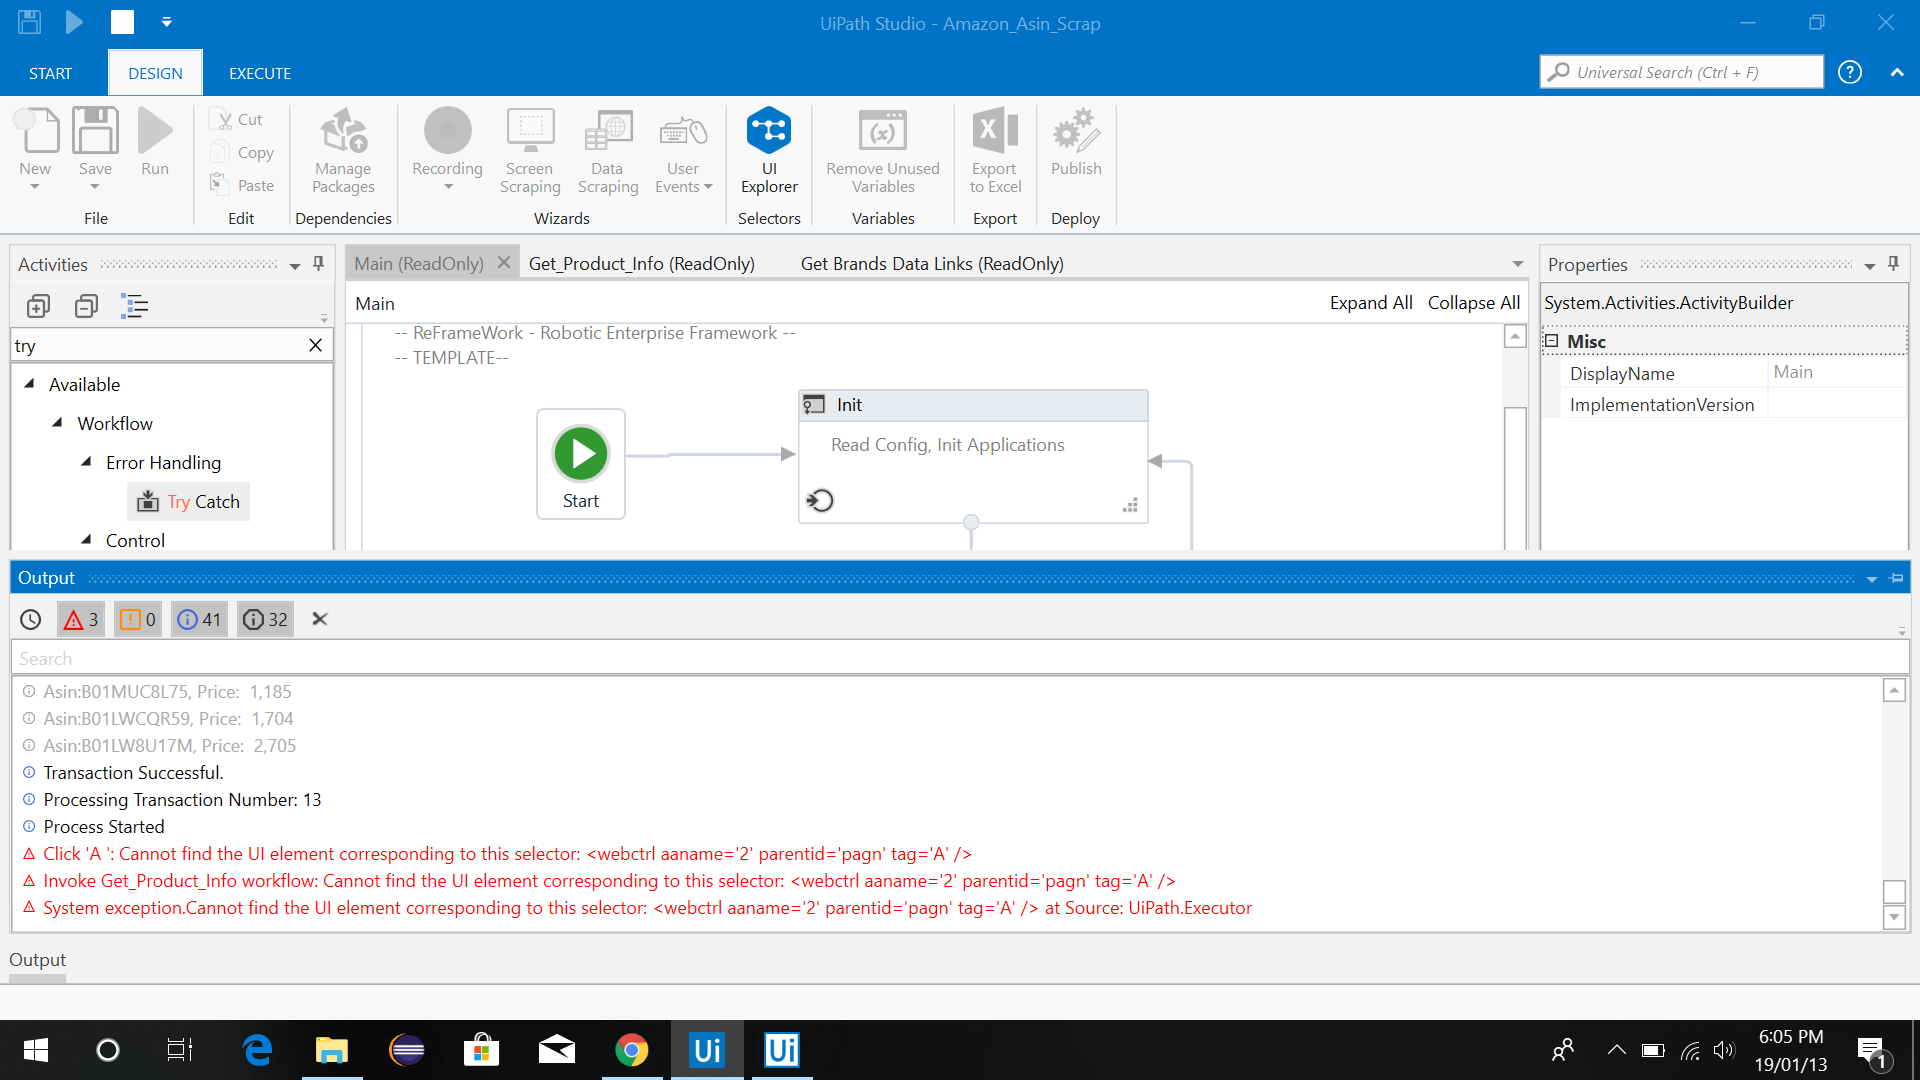 UiPath Studio - Amazon_Asin_Scrap
START
DESIGN
EXECUTE
Universal Search (Ctrl + F)
?
New
Save
Run
File
Cut
Copy
Paste
Edit
Manage Packages
Dependencies
Recording
Screen Scraping
Data Scraping
User Events
Wizards
UI Explorer
Selectors
Remove Unused Variables
Variables
Export to Excel
Export
Publish
Deploy
Activities
try
Available
Workflow
Error Handling
Try Catch
Control
Main (ReadOnly)
Get_Product_Info (ReadOnly)
Get Brands Data Links (ReadOnly)
Main
Expand All
Collapse All
-- ReFrameWork - Robotic Enterprise Framework --
-- TEMPLATE--
Start
Init
Read Config, Init Applications
Properties
System.Activities.ActivityBuilder
Misc
DisplayName
Main
ImplementationVersion
Output
3
0
41
32
Search
Asin:B01MUC8L75, Price:  1,185
Asin:B01LWCQR59, Price:  1,704
Asin:B01LW8U17M, Price:  2,705
Transaction Successful.
Processing Transaction Number: 13
Process Started
Click 'A ': Cannot find the UI element corresponding to this selector: <webctrl aaname='2' parentid='pagn' tag='A' />
Invoke Get_Product_Info workflow: Cannot find the UI element corresponding to this selector: <webctrl aaname='2' parentid='pagn' tag='A' />
System exception.Cannot find the UI element corresponding to this selector: <webctrl aaname='2' parentid='pagn' tag='A' /> at Source: UiPath.Executor
Output
Ui
Ui
6:05 PM
19/01/13
1